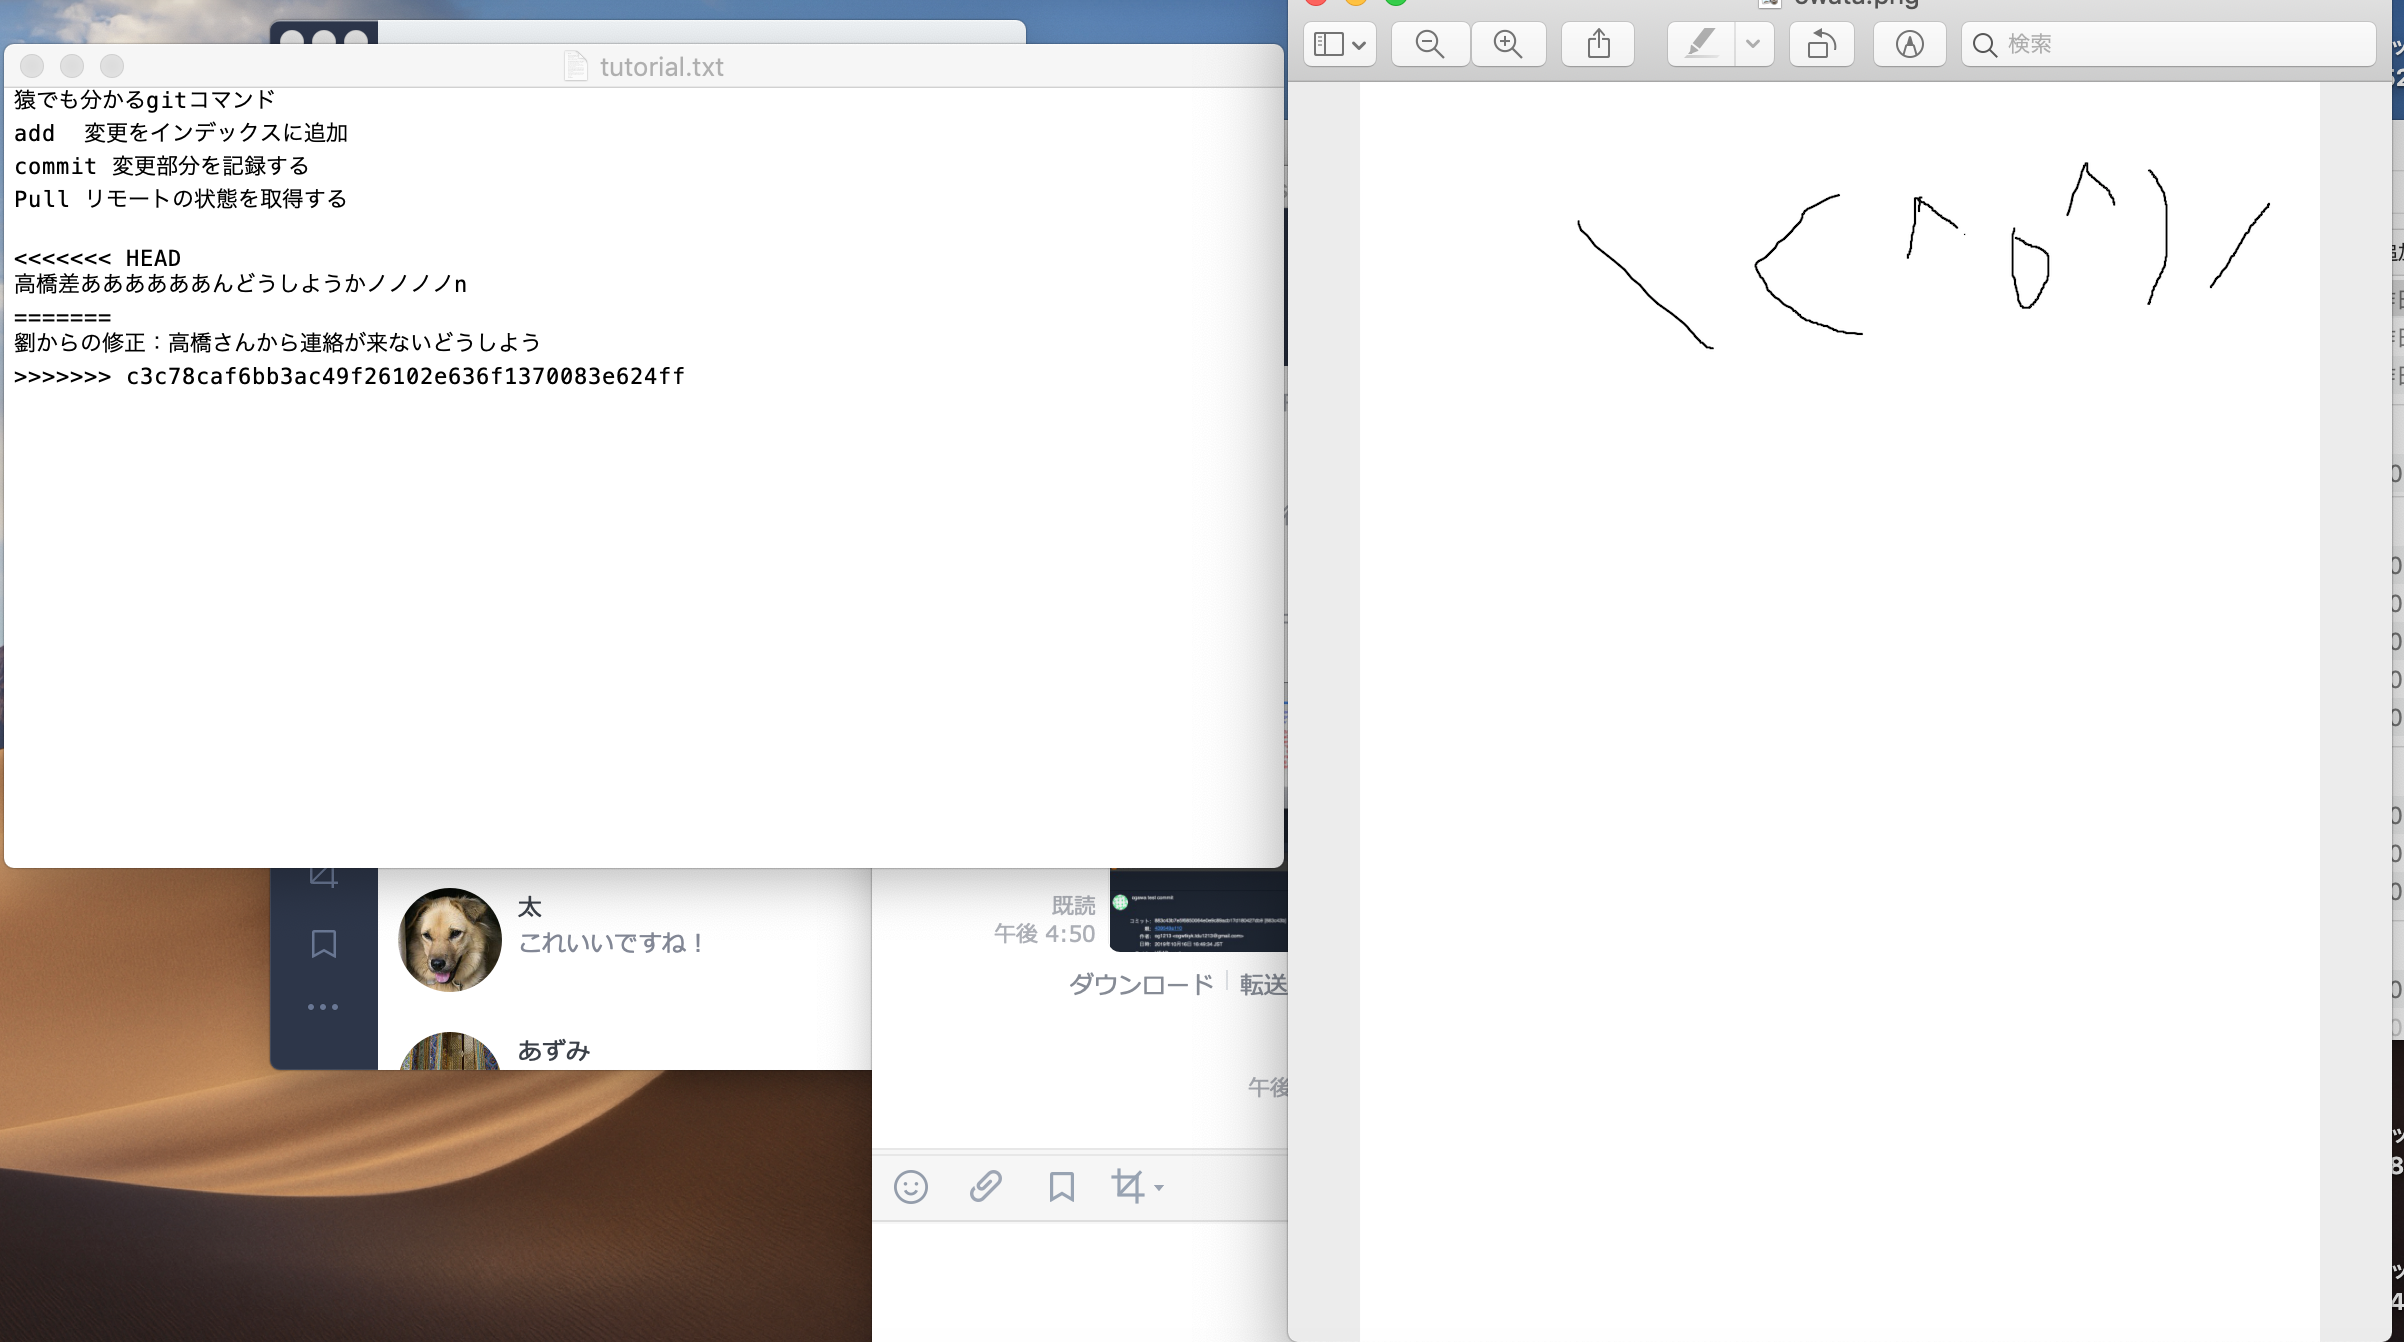 tutorial.txt
猿でも分かるgitコマンド
add  変更をインデックスに追加
commit 変更部分を記録する
Pull リモートの状態を取得する
<<<<<<< HEAD
高橋差ああああああんどうしようかノノノノn
=======
劉からの修正：高橋さんから連絡が来ないどうしよう
>>>>>>> c3c78caf6bb3ac49f26102e636f1370083e624ff
検索
\(^o^)/
太
これいいですね！
あずみ
既読
午後 4:50
ogawa test commit
ダウンロード
転送
午後